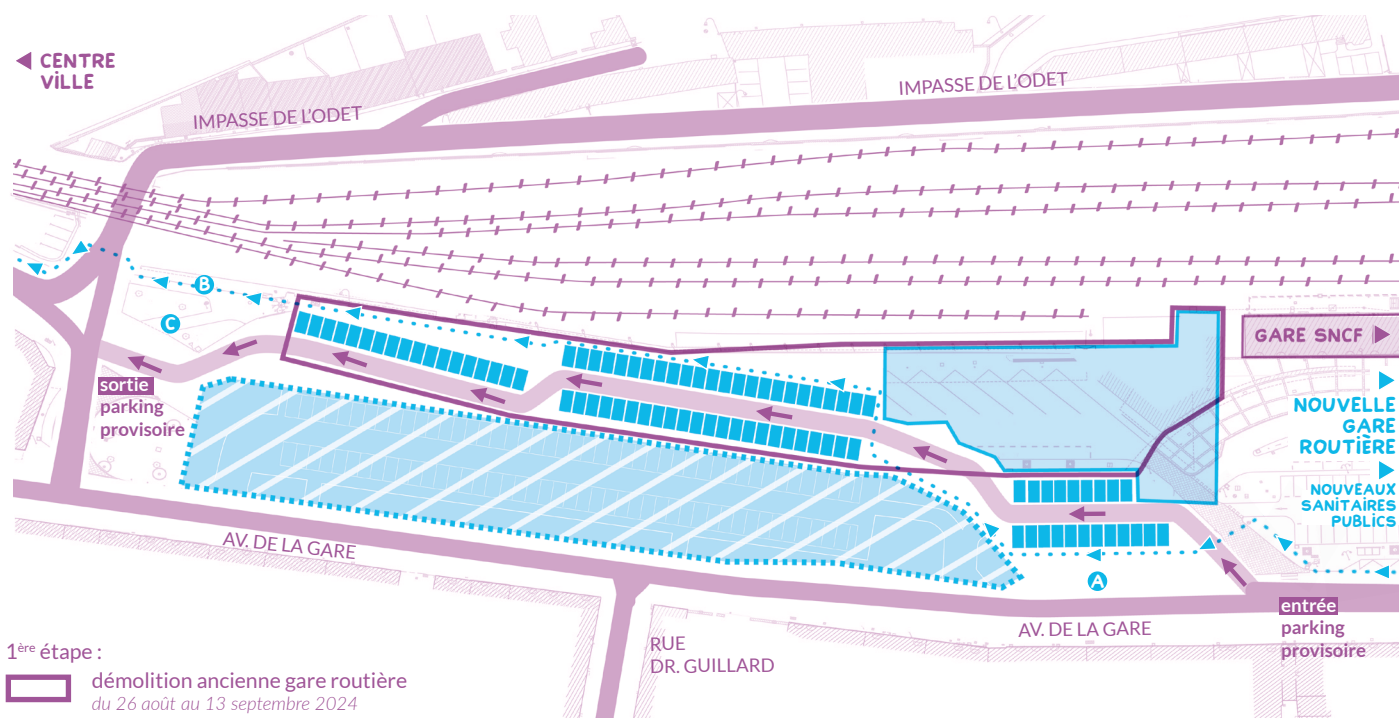 CENTRE
VILLE
IMPASSE DE L'ODET
IMPASSE DE L'ODET
B
C
GARE SNCF
sortie
parking
provisoire
NOUVELLE
GARE
ROUTIÈRE
NOUVEAUX
SANITAIRES
PUBLICS
AV. DE LA GARE
A
entrée
parking
provisoire
AV. DE LA GARE
RUE
DR. GUILLARD
1ère étape :
démolition ancienne gare routière
du 26 août au 13 septembre 2024